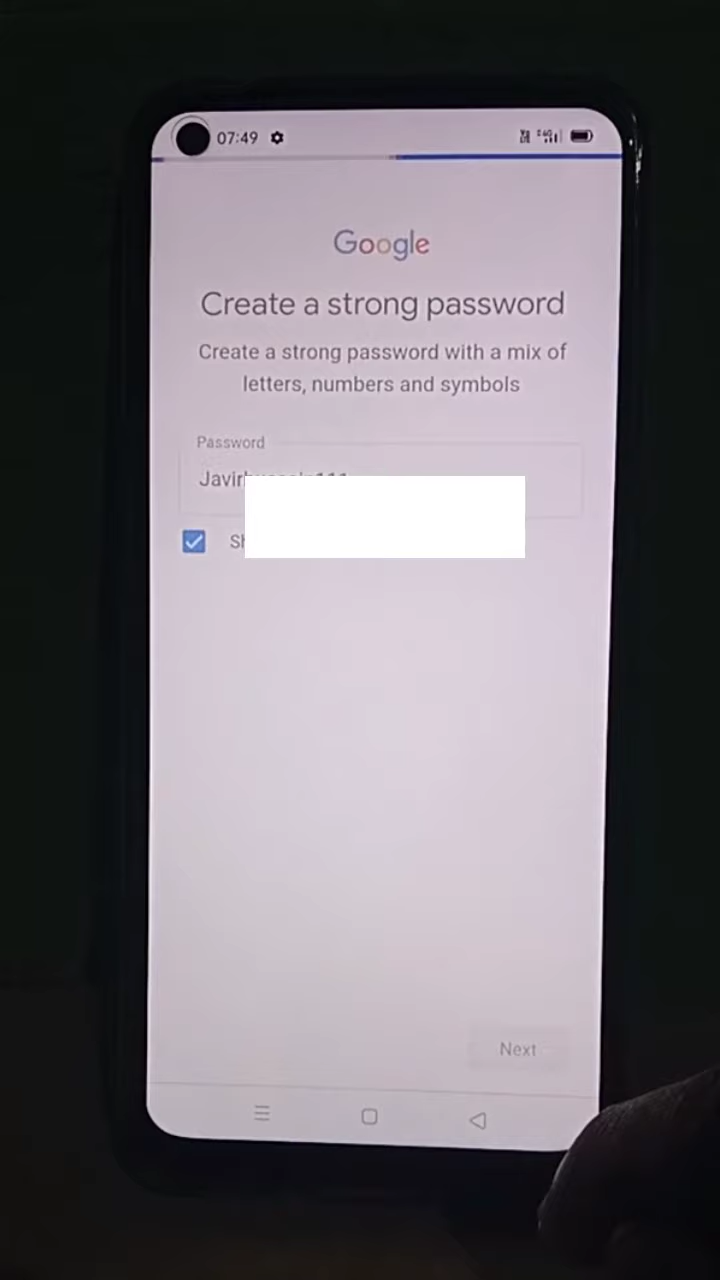 07:49
Google
Create a strong password
Create a strong password with a mix of
letters, numbers and symbols
Password
Next